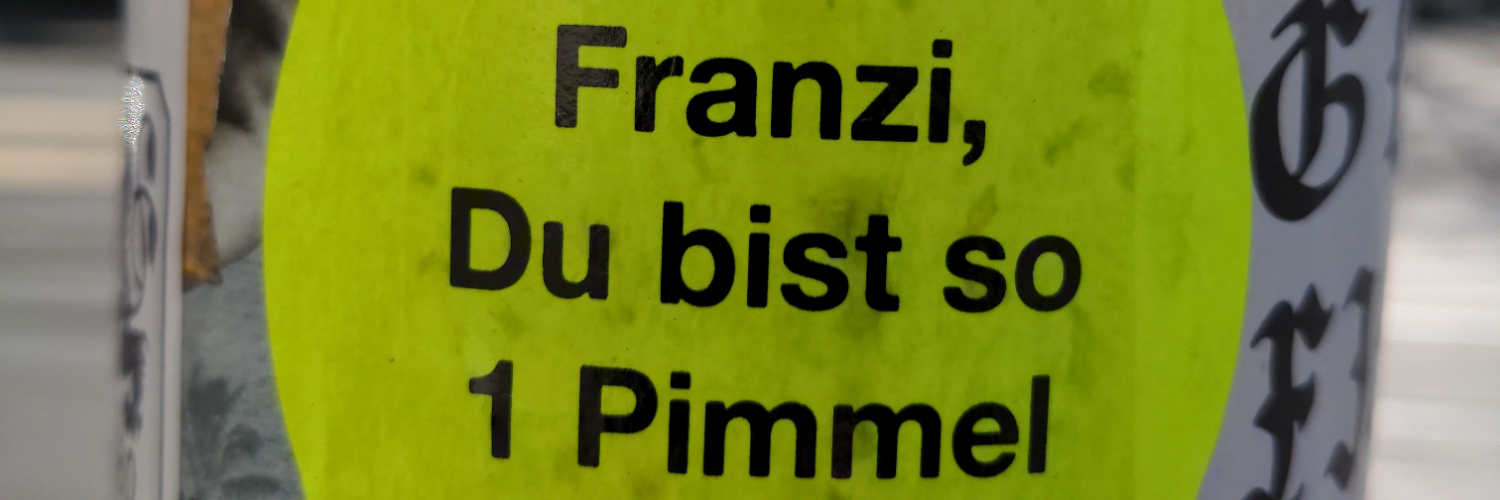 Franzi,
Du bist so
1 Pimmel